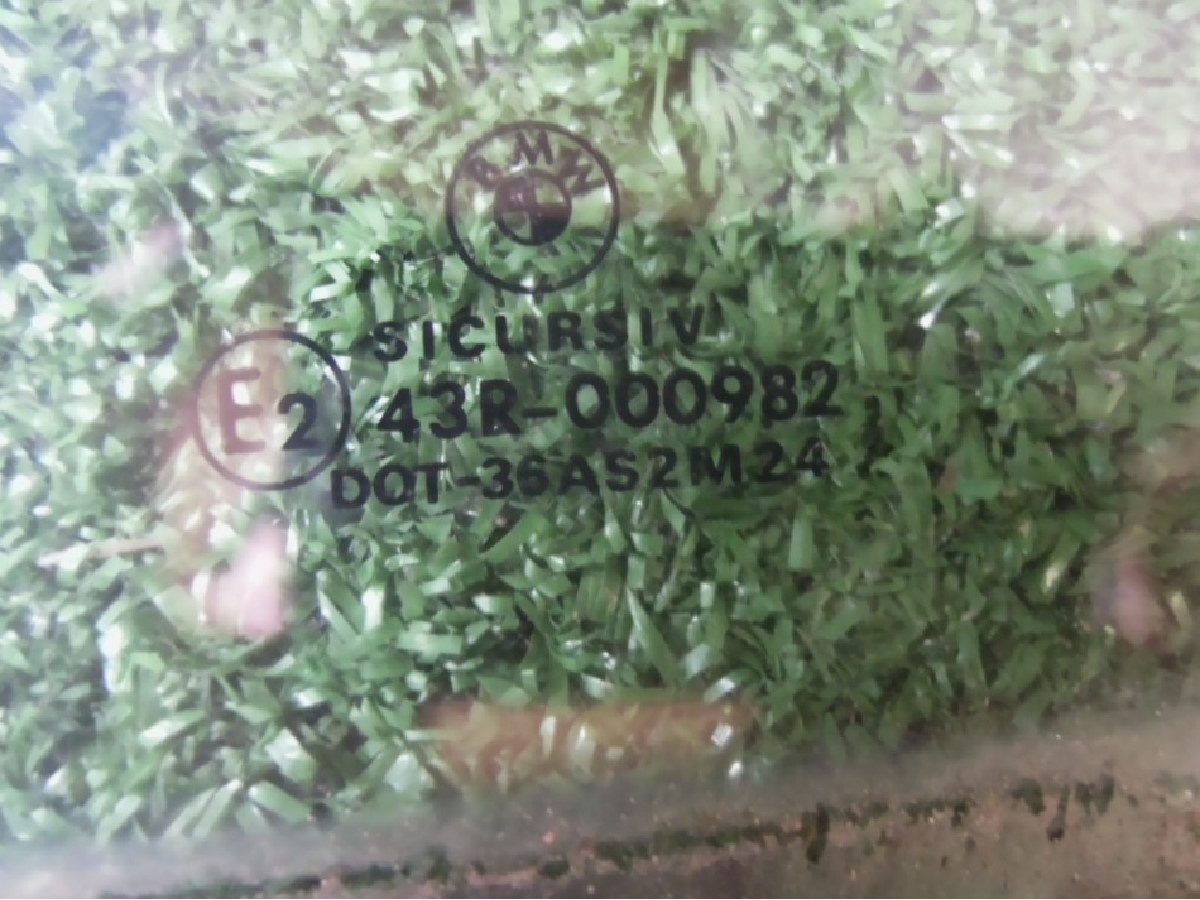 BMW
SICURSIV
E2 43R-000982
DOT-36AS2M24